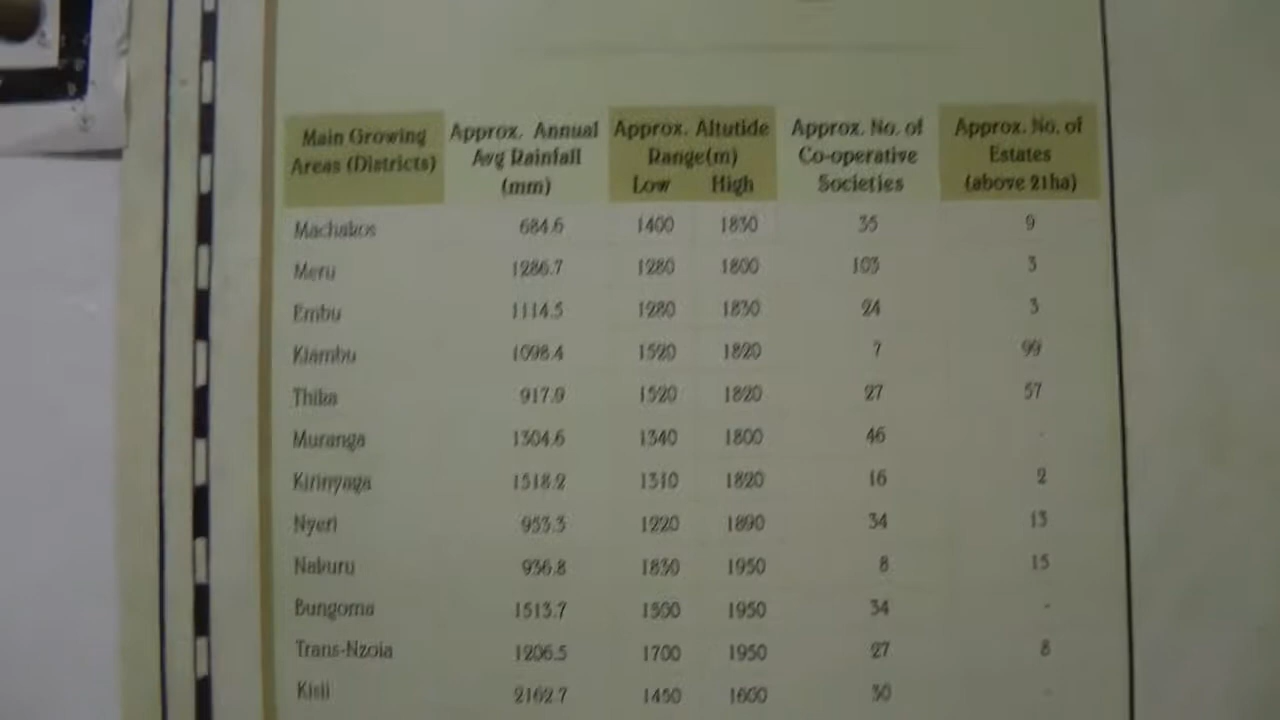 Main Growing Areas (Districts) Approx. Annual Avg Rainfall (mm) Approx. Altutide Range(m) Low High Approx. No. of Co-operative Societies Approx. No. of Estates (above 21ha)
Machakos 684.6 1400 1830 35 9
Meru 1286.7 1280 1800 103 3
Embu 1114.5 1280 1830 24 3
Kiambu 1098.4 1520 1820 7 99
Thika 917.9 1520 1820 27 57
Muranga 1304.6 1340 1800 46 -
Kirinyaga 1518.2 1310 1820 16 2
Nyeri 953.3 1220 1890 34 13
Nakuru 936.8 1830 1950 8 15
Bungoma 1513.7 1500 1950 34 -
Trans-Nzoia 1206.5 1700 1950 27 8
Kisii 2162.7 1450 1600 30 -